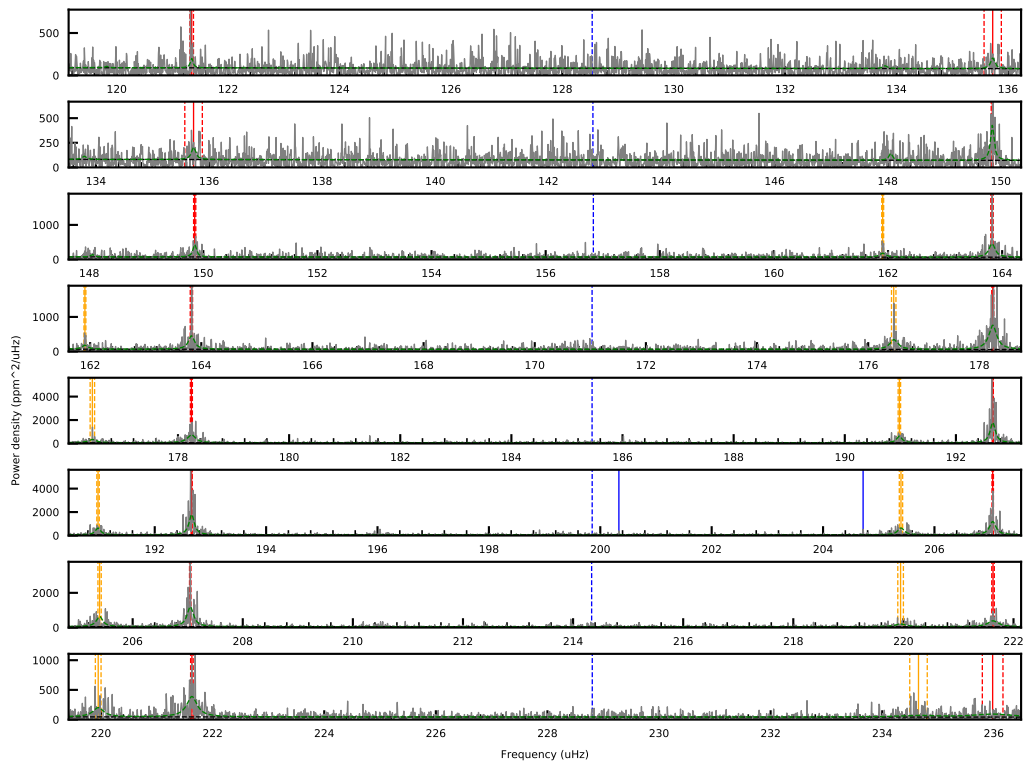 500
0
120 122 124 126 128 130 132 134 136
500
250
0
134 136 138 140 142 144 146 148 150
1000
0
148 150 152 154 156 158 160 162 164
1000
0
162 164 166 168 170 172 174 176 178
4000
2000
0
178 180 182 184 186 188 190 192
4000
2000
0
192 194 196 198 200 202 204 206
2000
0
206 208 210 212 214 216 218 220 222
1000
500
0
220 222 224 226 228 230 232 234 236
Power density (ppm^2/uHz)
Frequency (uHz)